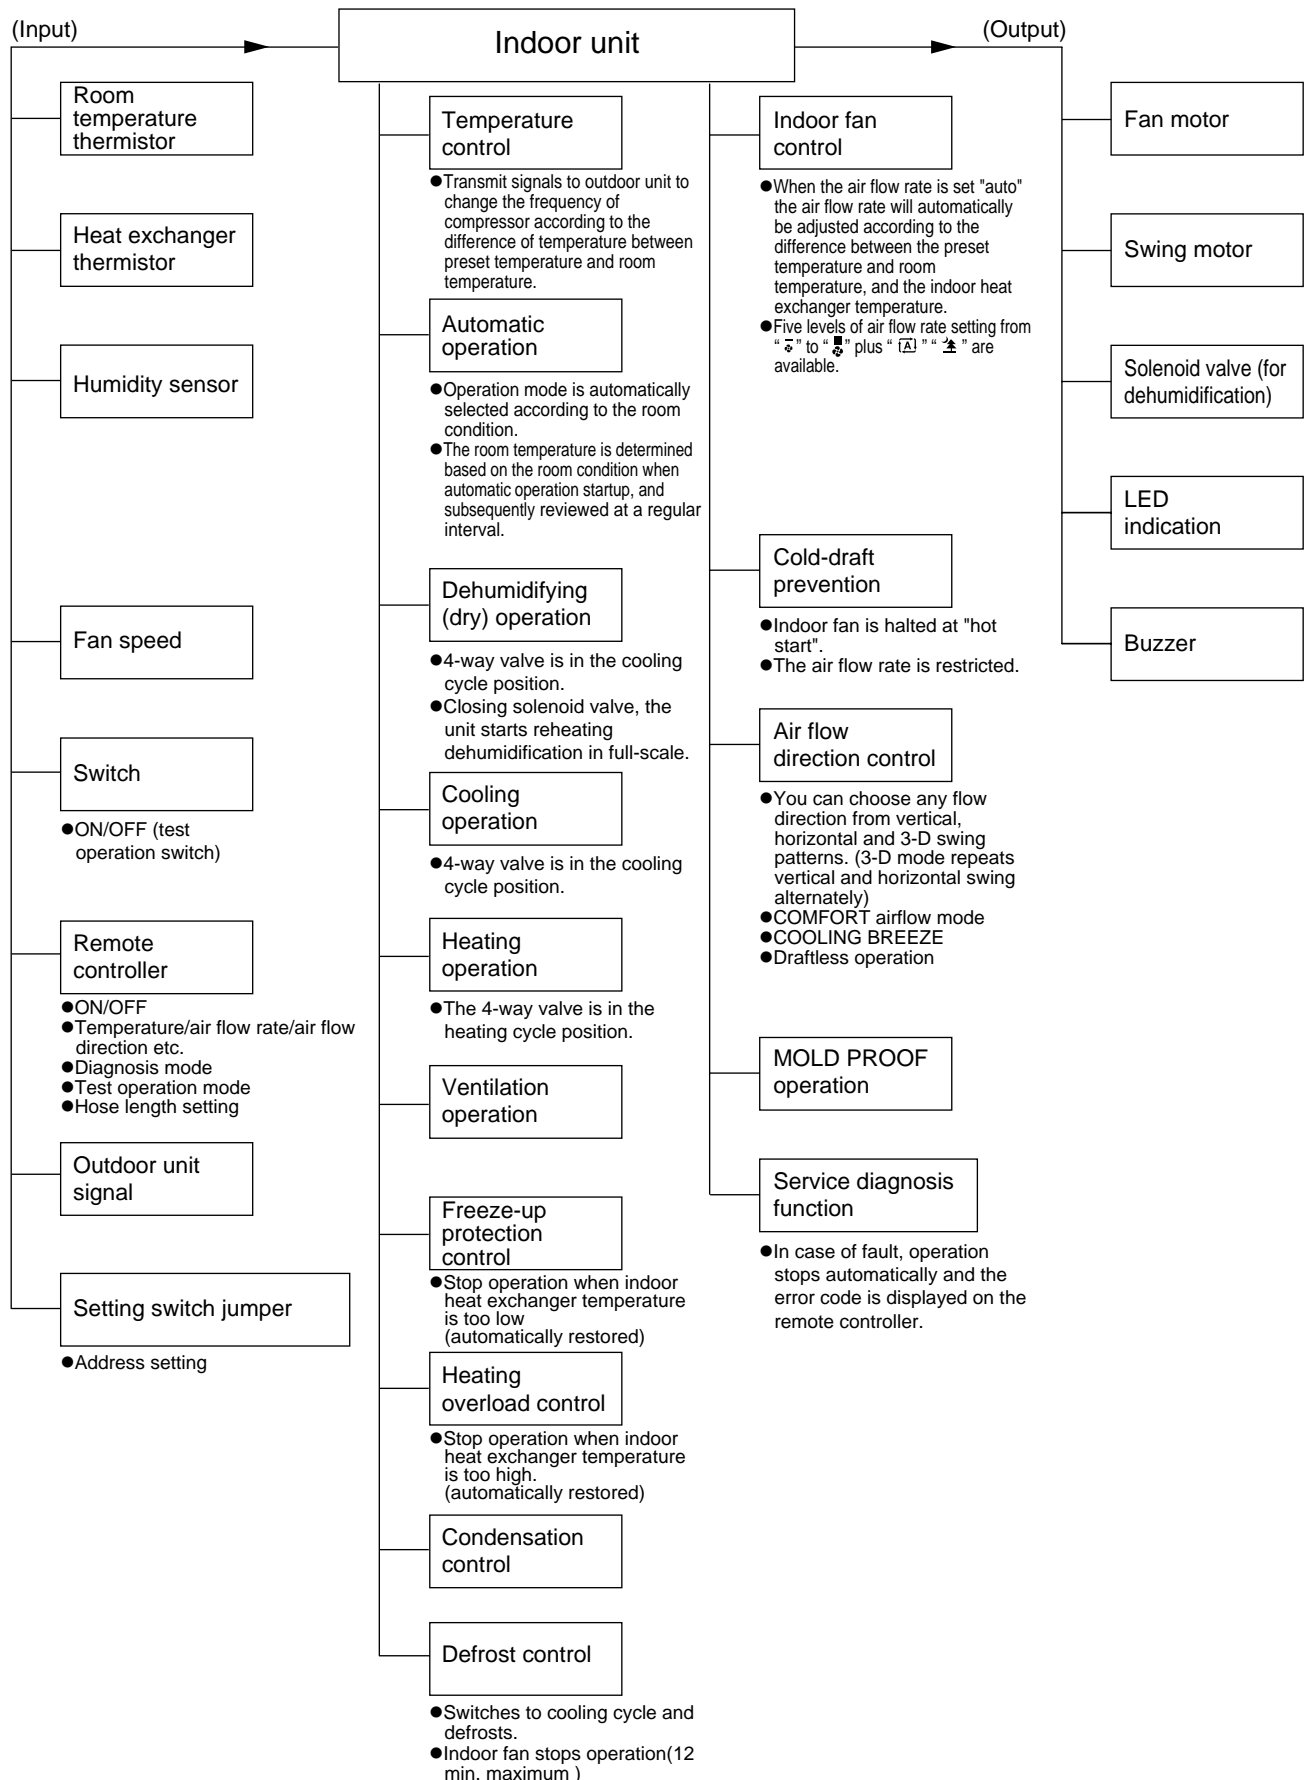 (Input)
Indoor unit
(Output)
Room
temperature
thermistor
Heat exchanger
thermistor
Humidity sensor
Fan speed
Switch
●ON/OFF (test
operation switch)
Remote
controller
●ON/OFF
●Temperature/air flow rate/air flow
direction etc.
●Diagnosis mode
●Test operation mode
●Hose length setting
Outdoor unit
signal
Setting switch jumper
●Address setting
Temperature
control
●Transmit signals to outdoor unit to
change the frequency of
compressor according to the
difference of temperature between
preset temperature and room
temperature.
Automatic
operation
●Operation mode is automatically
selected according to the room
condition.
●The room temperature is determined
based on the room condition when
automatic operation startup, and
subsequently reviewed at a regular
interval.
Dehumidifying
(dry) operation
●4-way valve is in the cooling
cycle position.
●Closing solenoid valve, the
unit starts reheating
dehumidification in full-scale.
Cooling
operation
●4-way valve is in the cooling
cycle position.
Heating
operation
●The 4-way valve is in the
heating cycle position.
Ventilation
operation
Freeze-up
protection
control
●Stop operation when indoor
heat exchanger temperature
is too low
(automatically restored)
Heating
overload control
●Stop operation when indoor
heat exchanger temperature
is too high.
(automatically restored)
Condensation
control
Defrost control
●Switches to cooling cycle and
defrosts.
●Indoor fan stops operation(12
min. maximum )
Indoor fan
control
●When the air flow rate is set "auto"
the air flow rate will automatically
be adjusted according to the
difference between the preset
temperature and room
temperature, and the indoor heat
exchanger temperature.
●Five levels of air flow rate setting from
“ ” to “ ” plus “ A ” “ ” are
available.
Cold-draft
prevention
●Indoor fan is halted at "hot
start".
●The air flow rate is restricted.
Air flow
direction control
●You can choose any flow
direction from vertical,
horizontal and 3-D swing
patterns. (3-D mode repeats
vertical and horizontal swing
alternately)
●COMFORT airflow mode
●COOLING BREEZE
●Draftless operation
MOLD PROOF
operation
Service diagnosis
function
●In case of fault, operation
stops automatically and the
error code is displayed on the
remote controller.
Fan motor
Swing motor
Solenoid valve (for
dehumidification)
LED
indication
Buzzer